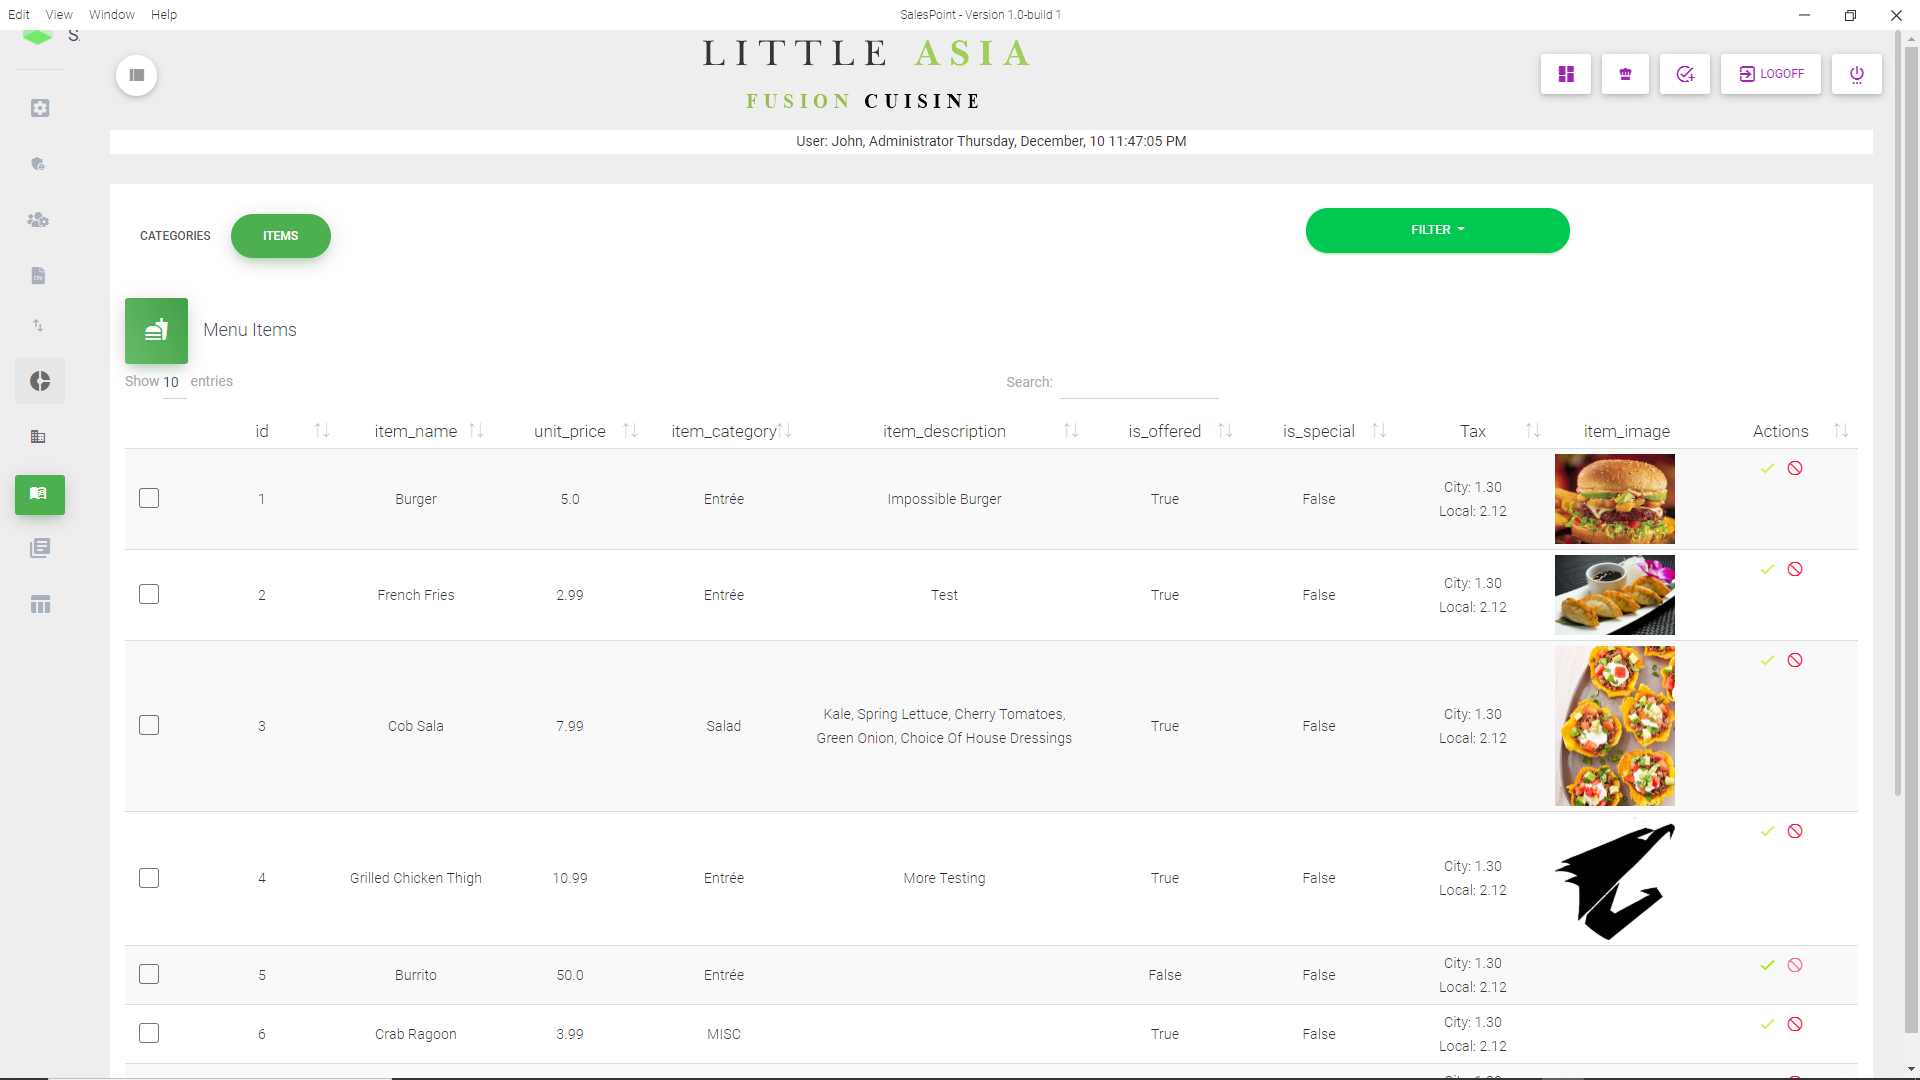 Edit View Window Help
SalesPoint - Version 1.0-build 1
S.
LITTLE ASIA
FUSION CUISINE
LOGOFF
User: John, Administrator Thursday, December, 10 11:47:05 PM
CATEGORIES ITEMS
FILTER
Menu Items
Show 10 entries
Search:
id item_name unit_price item_category item_description is_offered is_special Tax item_image Actions
1 Burger 5.0 Entrée Impossible Burger True False City: 1.30
Local: 2.12
2 French Fries 2.99 Entrée Test True False City: 1.30
Local: 2.12
3 Cob Sala 7.99 Salad Kale, Spring Lettuce, Cherry Tomatoes, True False City: 1.30
Green Onion, Choice Of House Dressings Local: 2.12
4 Grilled Chicken Thigh 10.99 Entrée More Testing True False City: 1.30
Local: 2.12
5 Burrito 50.0 Entrée False False City: 1.30
Local: 2.12
6 Crab Ragoon 3.99 MISC True False City: 1.30
Local: 2.12